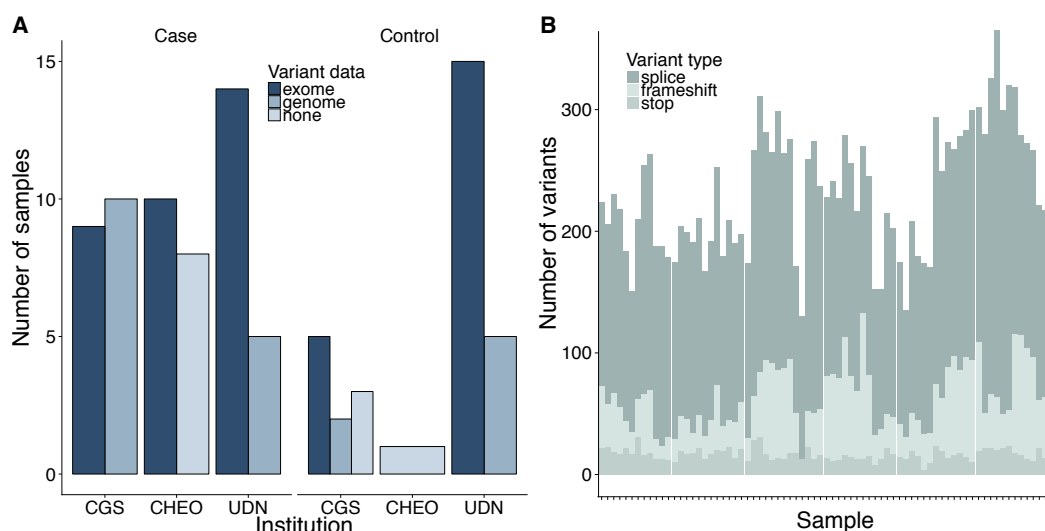 A
Case
Control
Variant data
exome
genome
none
Number of samples
15
10
5
0
CGS
CHEO
UDN
CGS
CHEO
UDN
Institution
B
Variant type
splice
frameshift
stop
Number of variants
300
200
100
0
Sample